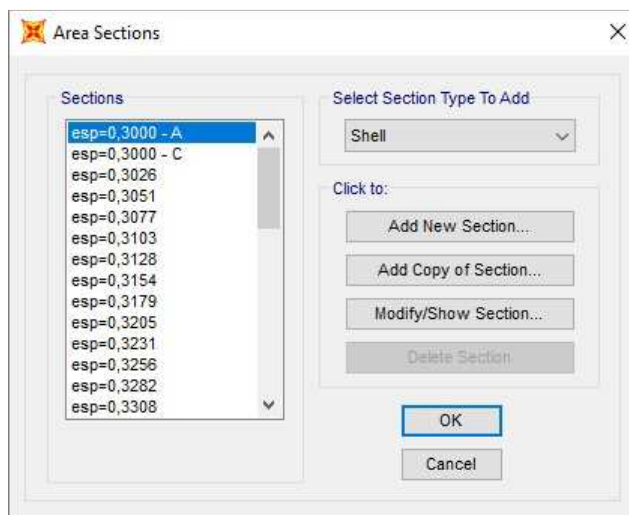 Area Sections
Sections
esp=0,3000 - A
esp=0,3000 - C
esp=0,3026
esp=0,3051
esp=0,3077
esp=0,3103
esp=0,3128
esp=0,3154
esp=0,3179
esp=0,3205
esp=0,3231
esp=0,3256
esp=0,3282
esp=0,3308
Select Section Type To Add
Shell
Click to:
Add New Section...
Add Copy of Section...
Modify/Show Section...
Delete Section
OK
Cancel